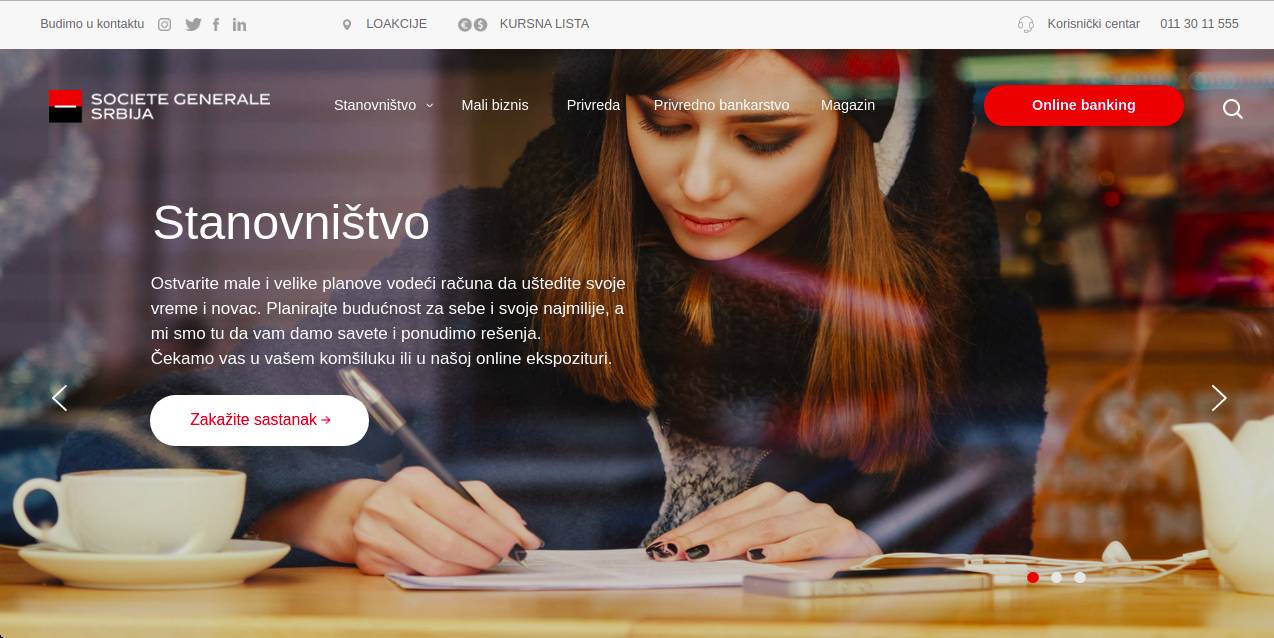 Budimo u kontaktu
LOAKCIJE
KURSNA LISTA
Korisnički centar
011 30 11 555
SOCIETE GENERALE
SRBIJA
Stanovništvo
Mali biznis
Privreda
Privredno bankarstvo
Magazin
Online banking
Stanovništvo
Ostvarite male i velike planove vodeći računa da uštedite svoje
vreme i novac. Planirajte budućnost za sebe i svoje najmilije, a
mi smo tu da vam damo savete i ponudimo rešenja.
Čekamo vas u vašem komšiluku ili u našoj online ekspozituri.
Zakažite sastanak →